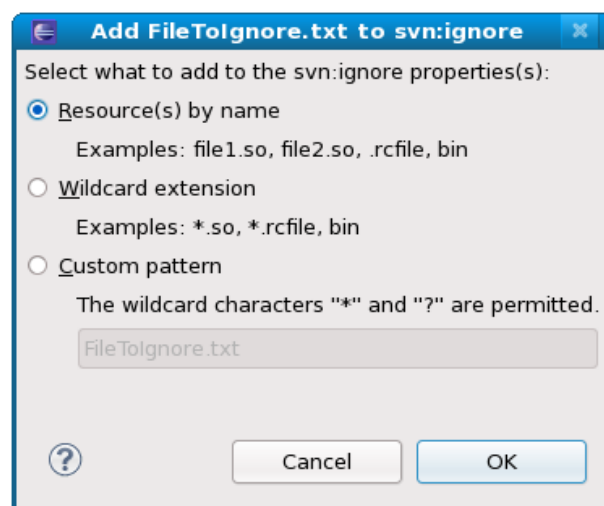 Add FileToIgnore.txt to svn:ignore
Select what to add to the svn:ignore properties(s):
Resource(s) by name
Examples: file1.so, file2.so, .rcfile, bin
Wildcard extension
Examples: *.so, *.rcfile, bin
Custom pattern
The wildcard characters "*" and "?" are permitted.
FileToIgnore.txt
? Cancel OK